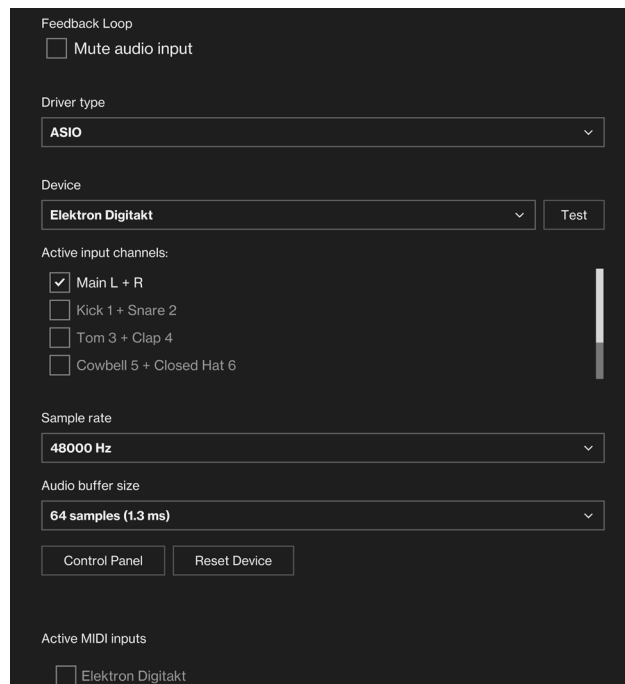 Feedback Loop
Mute audio input
Driver type
ASIO
Device
Elektron Digitakt
Test
Active input channels:
Main L + R
Kick 1 + Snare 2
Tom 3 + Clap 4
Cowbell 5 + Closed Hat 6
Sample rate
48000 Hz
Audio buffer size
64 samples (1.3 ms)
Control Panel
Reset Device
Active MIDI inputs
Elektron Digitakt